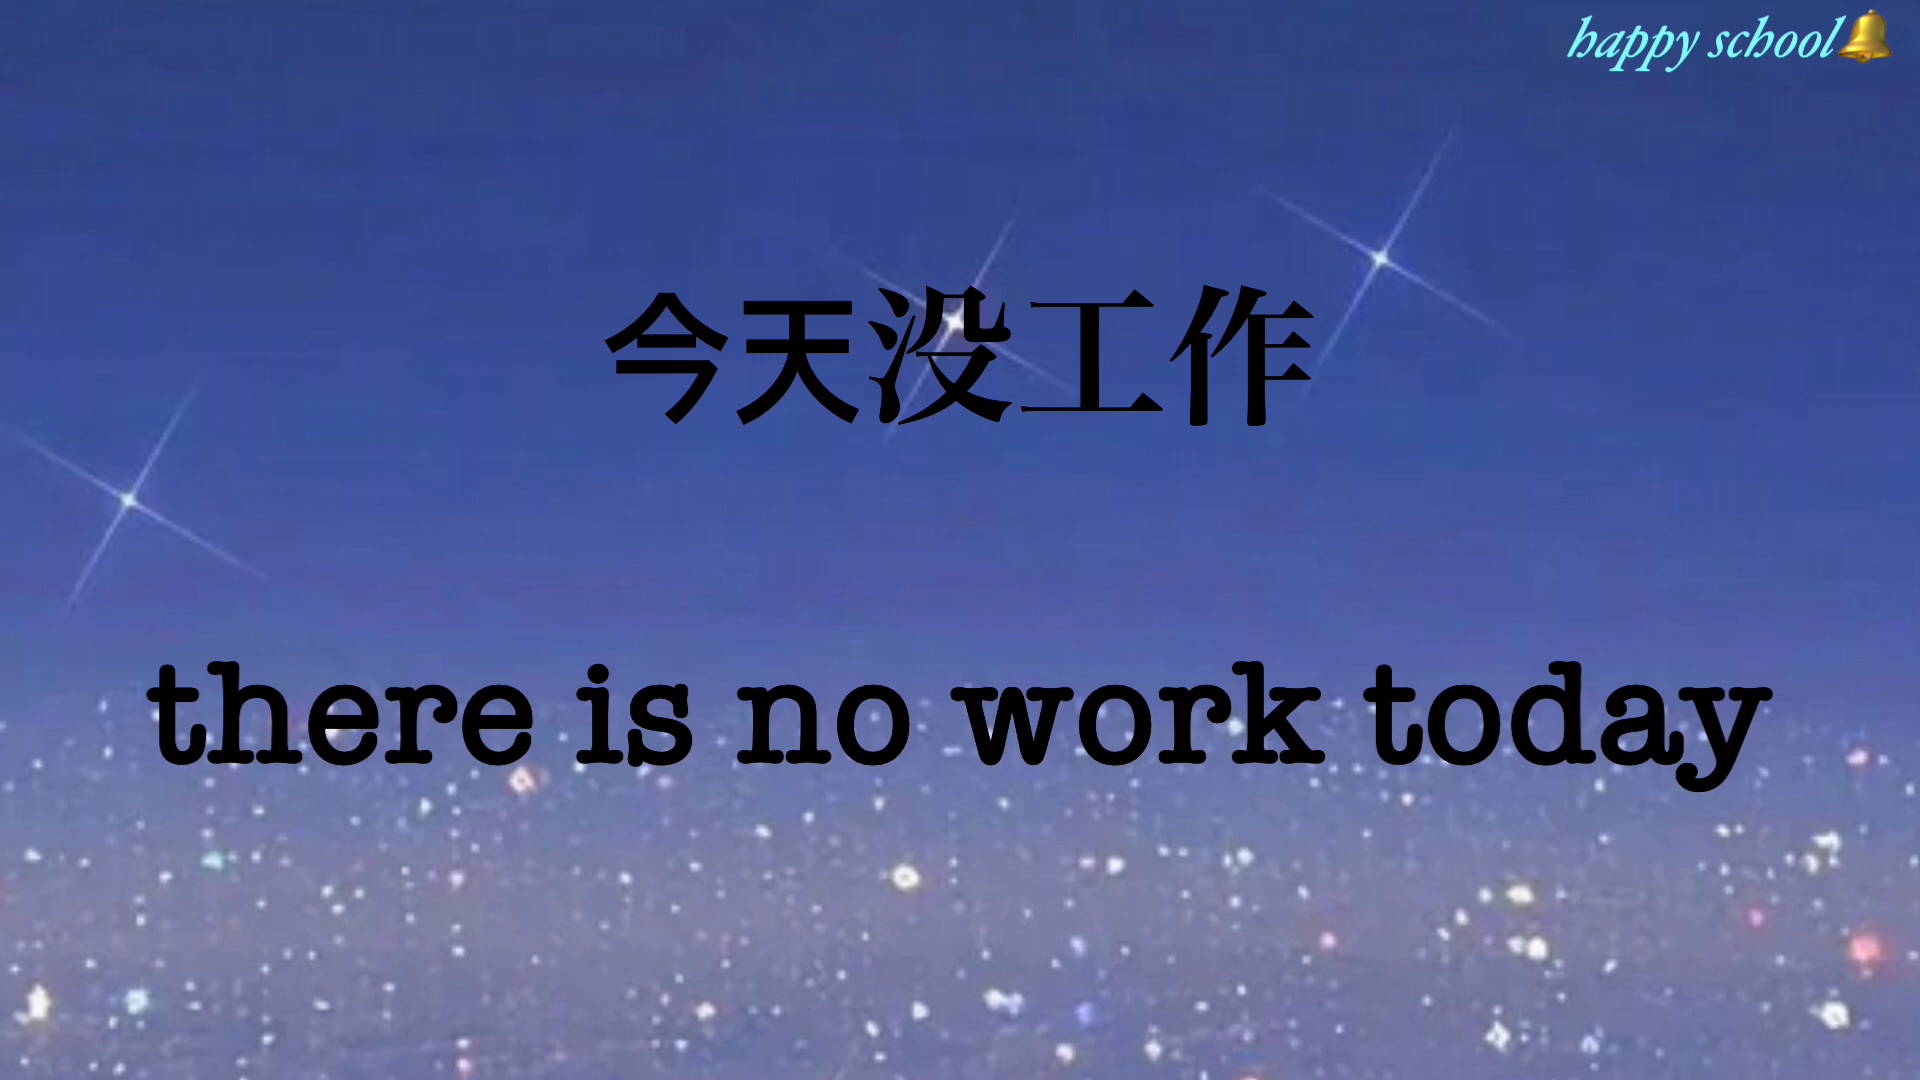 happy school🔔
今天没工作
there is no work today